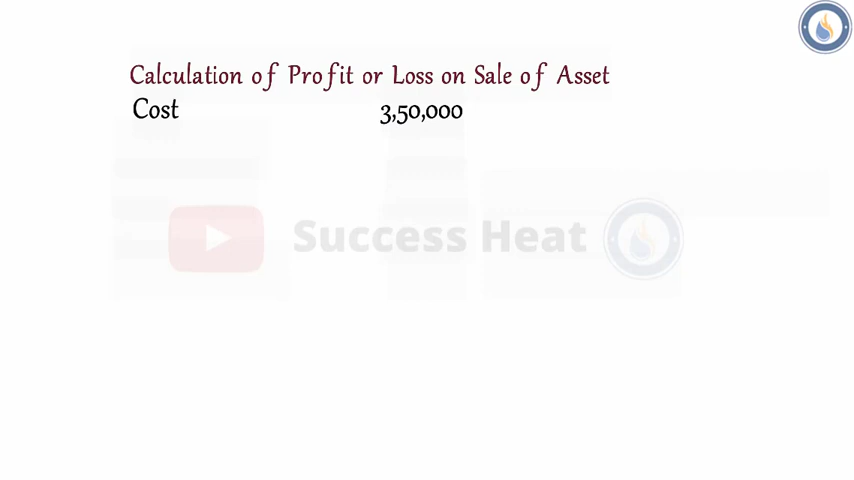 Calculation of Profit or Loss on Sale of Asset
Cost 3,50,000
Success Heat